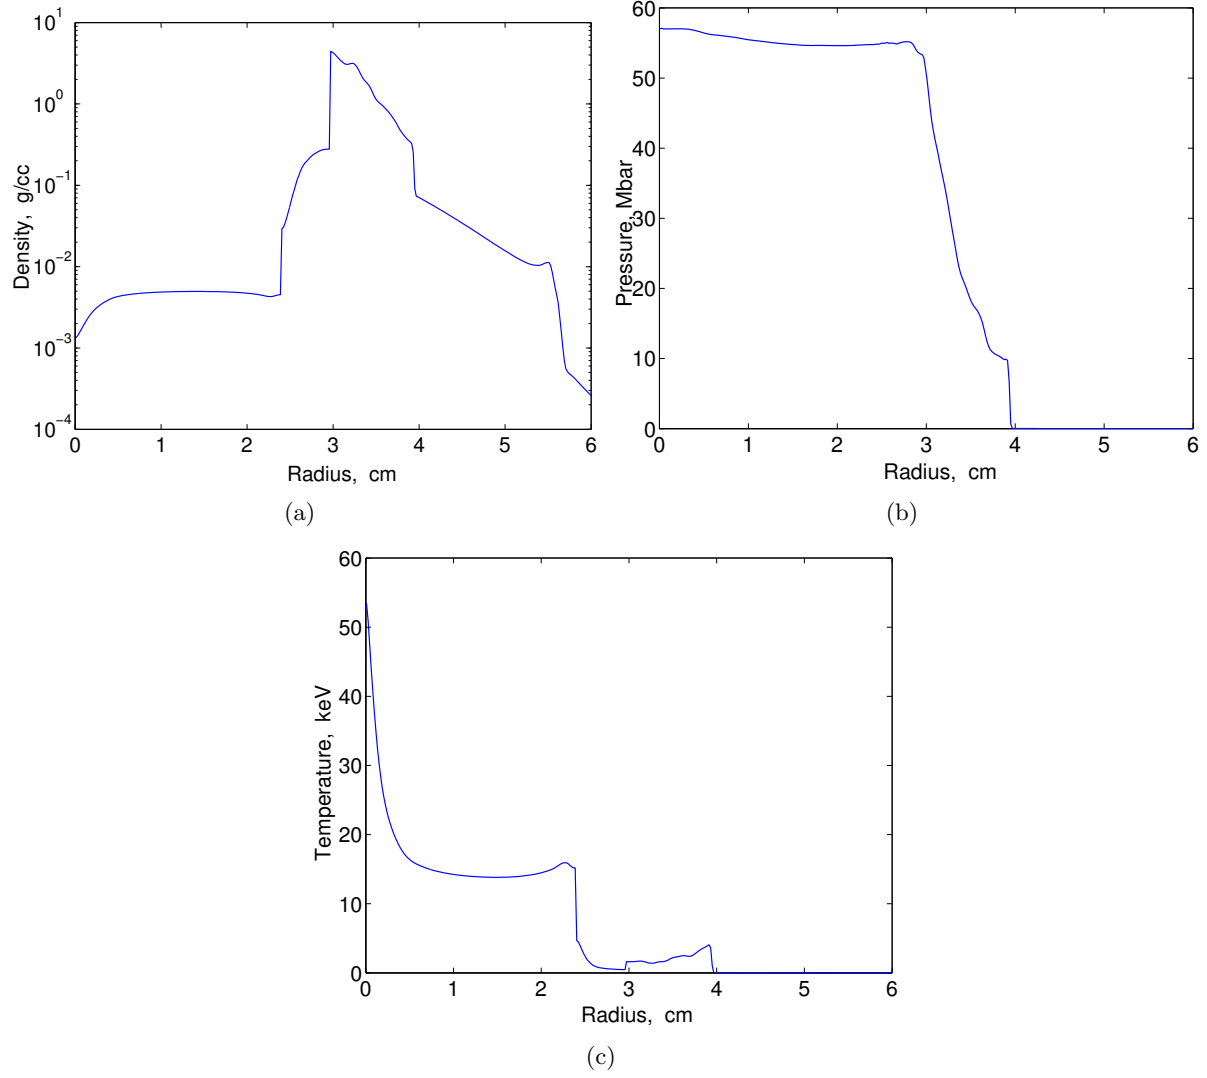 10^1
10^0
10^−1
10^−2
10^−3
10^−4
Density, g/cc
0 1 2 3 4 5 6
Radius, cm
(a)
60
50
40
30
20
10
0
Pressure, Mbar
0 1 2 3 4 5 6
Radius, cm
(b)
60
50
40
30
20
10
0
Temperature, keV
0 1 2 3 4 5 6
Radius, cm
(c)